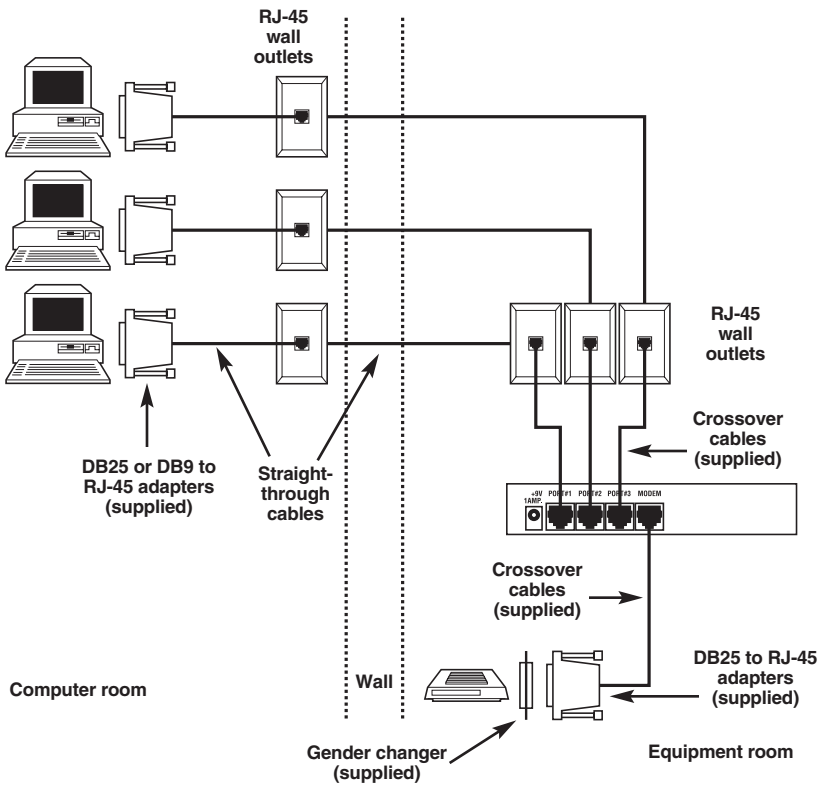 RJ-45
wall
outlets
RJ-45
wall
outlets
Crossover
cables
(supplied)
DB25 or DB9 to
RJ-45 adapters
(supplied)
Straight-
through
cables
+9V
1AMP.
PORT#1 PORT#2 PORT#3 MODEM
Crossover
cables
(supplied)
DB25 to RJ-45
adapters
(supplied)
Computer room
Wall
Gender changer
(supplied)
Equipment room